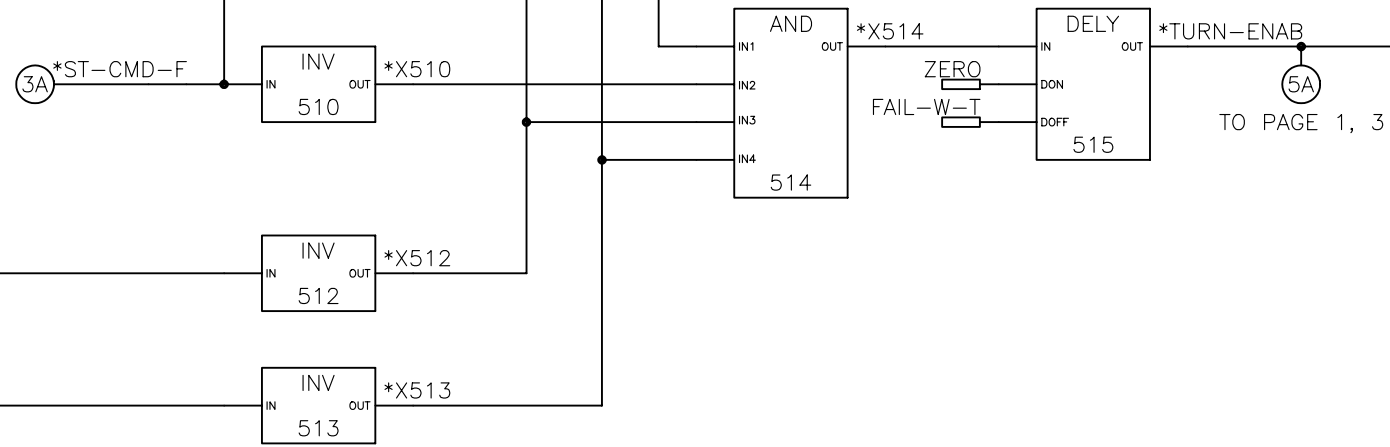 3A
*ST-CMD-F
INV
IN
OUT
510
*X510
AND
IN1
OUT
IN2
IN3
IN4
514
*X514
ZERO
FAIL-W-T
DELY
IN
OUT
DON
DOFF
515
*TURN-ENAB
5A
TO PAGE 1, 3
INV
IN
OUT
512
*X512
INV
IN
OUT
513
*X513